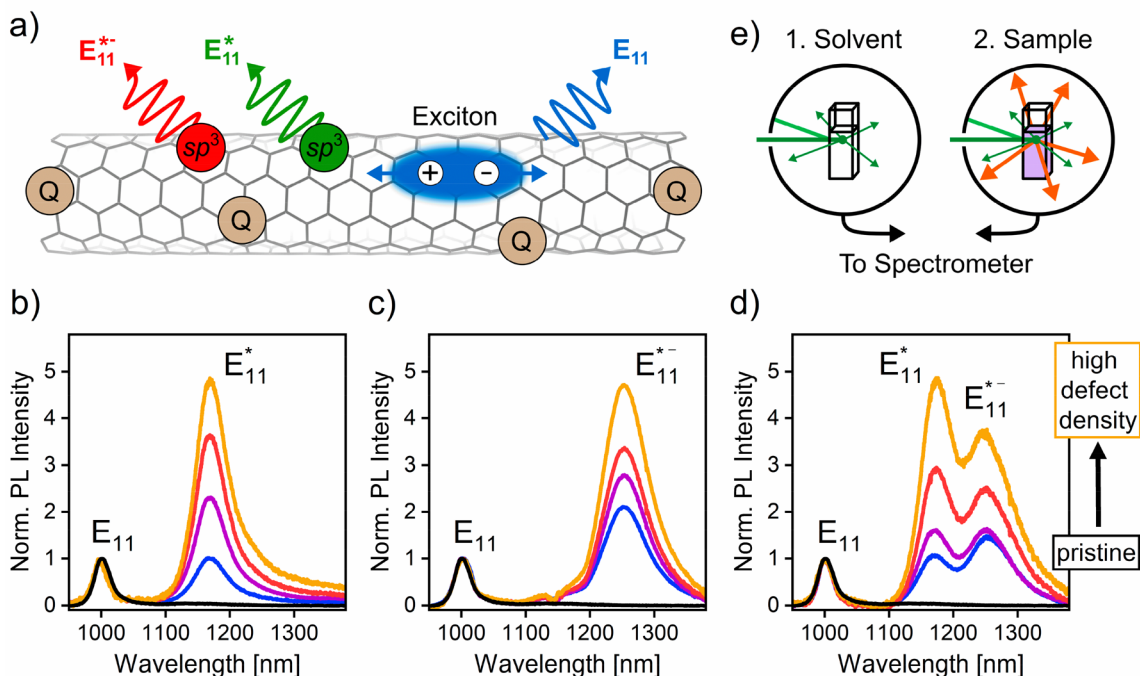 a)
E₁₁*⁻
E₁₁*
E₁₁
Exciton
sp³
sp³
+
−
Q
Q
Q
Q
e)
1. Solvent
2. Sample
To Spectrometer
b)
Norm. PL Intensity
5
4
3
2
1
0
E₁₁
E₁₁*
1000 1100 1200 1300
Wavelength [nm]
c)
Norm. PL Intensity
5
4
3
2
1
0
E₁₁
E₁₁*⁻
1000 1100 1200 1300
Wavelength [nm]
d)
Norm. PL Intensity
5
4
3
2
1
0
E₁₁
E₁₁*
E₁₁*⁻
1000 1100 1200 1300
Wavelength [nm]
high
defect
density
pristine